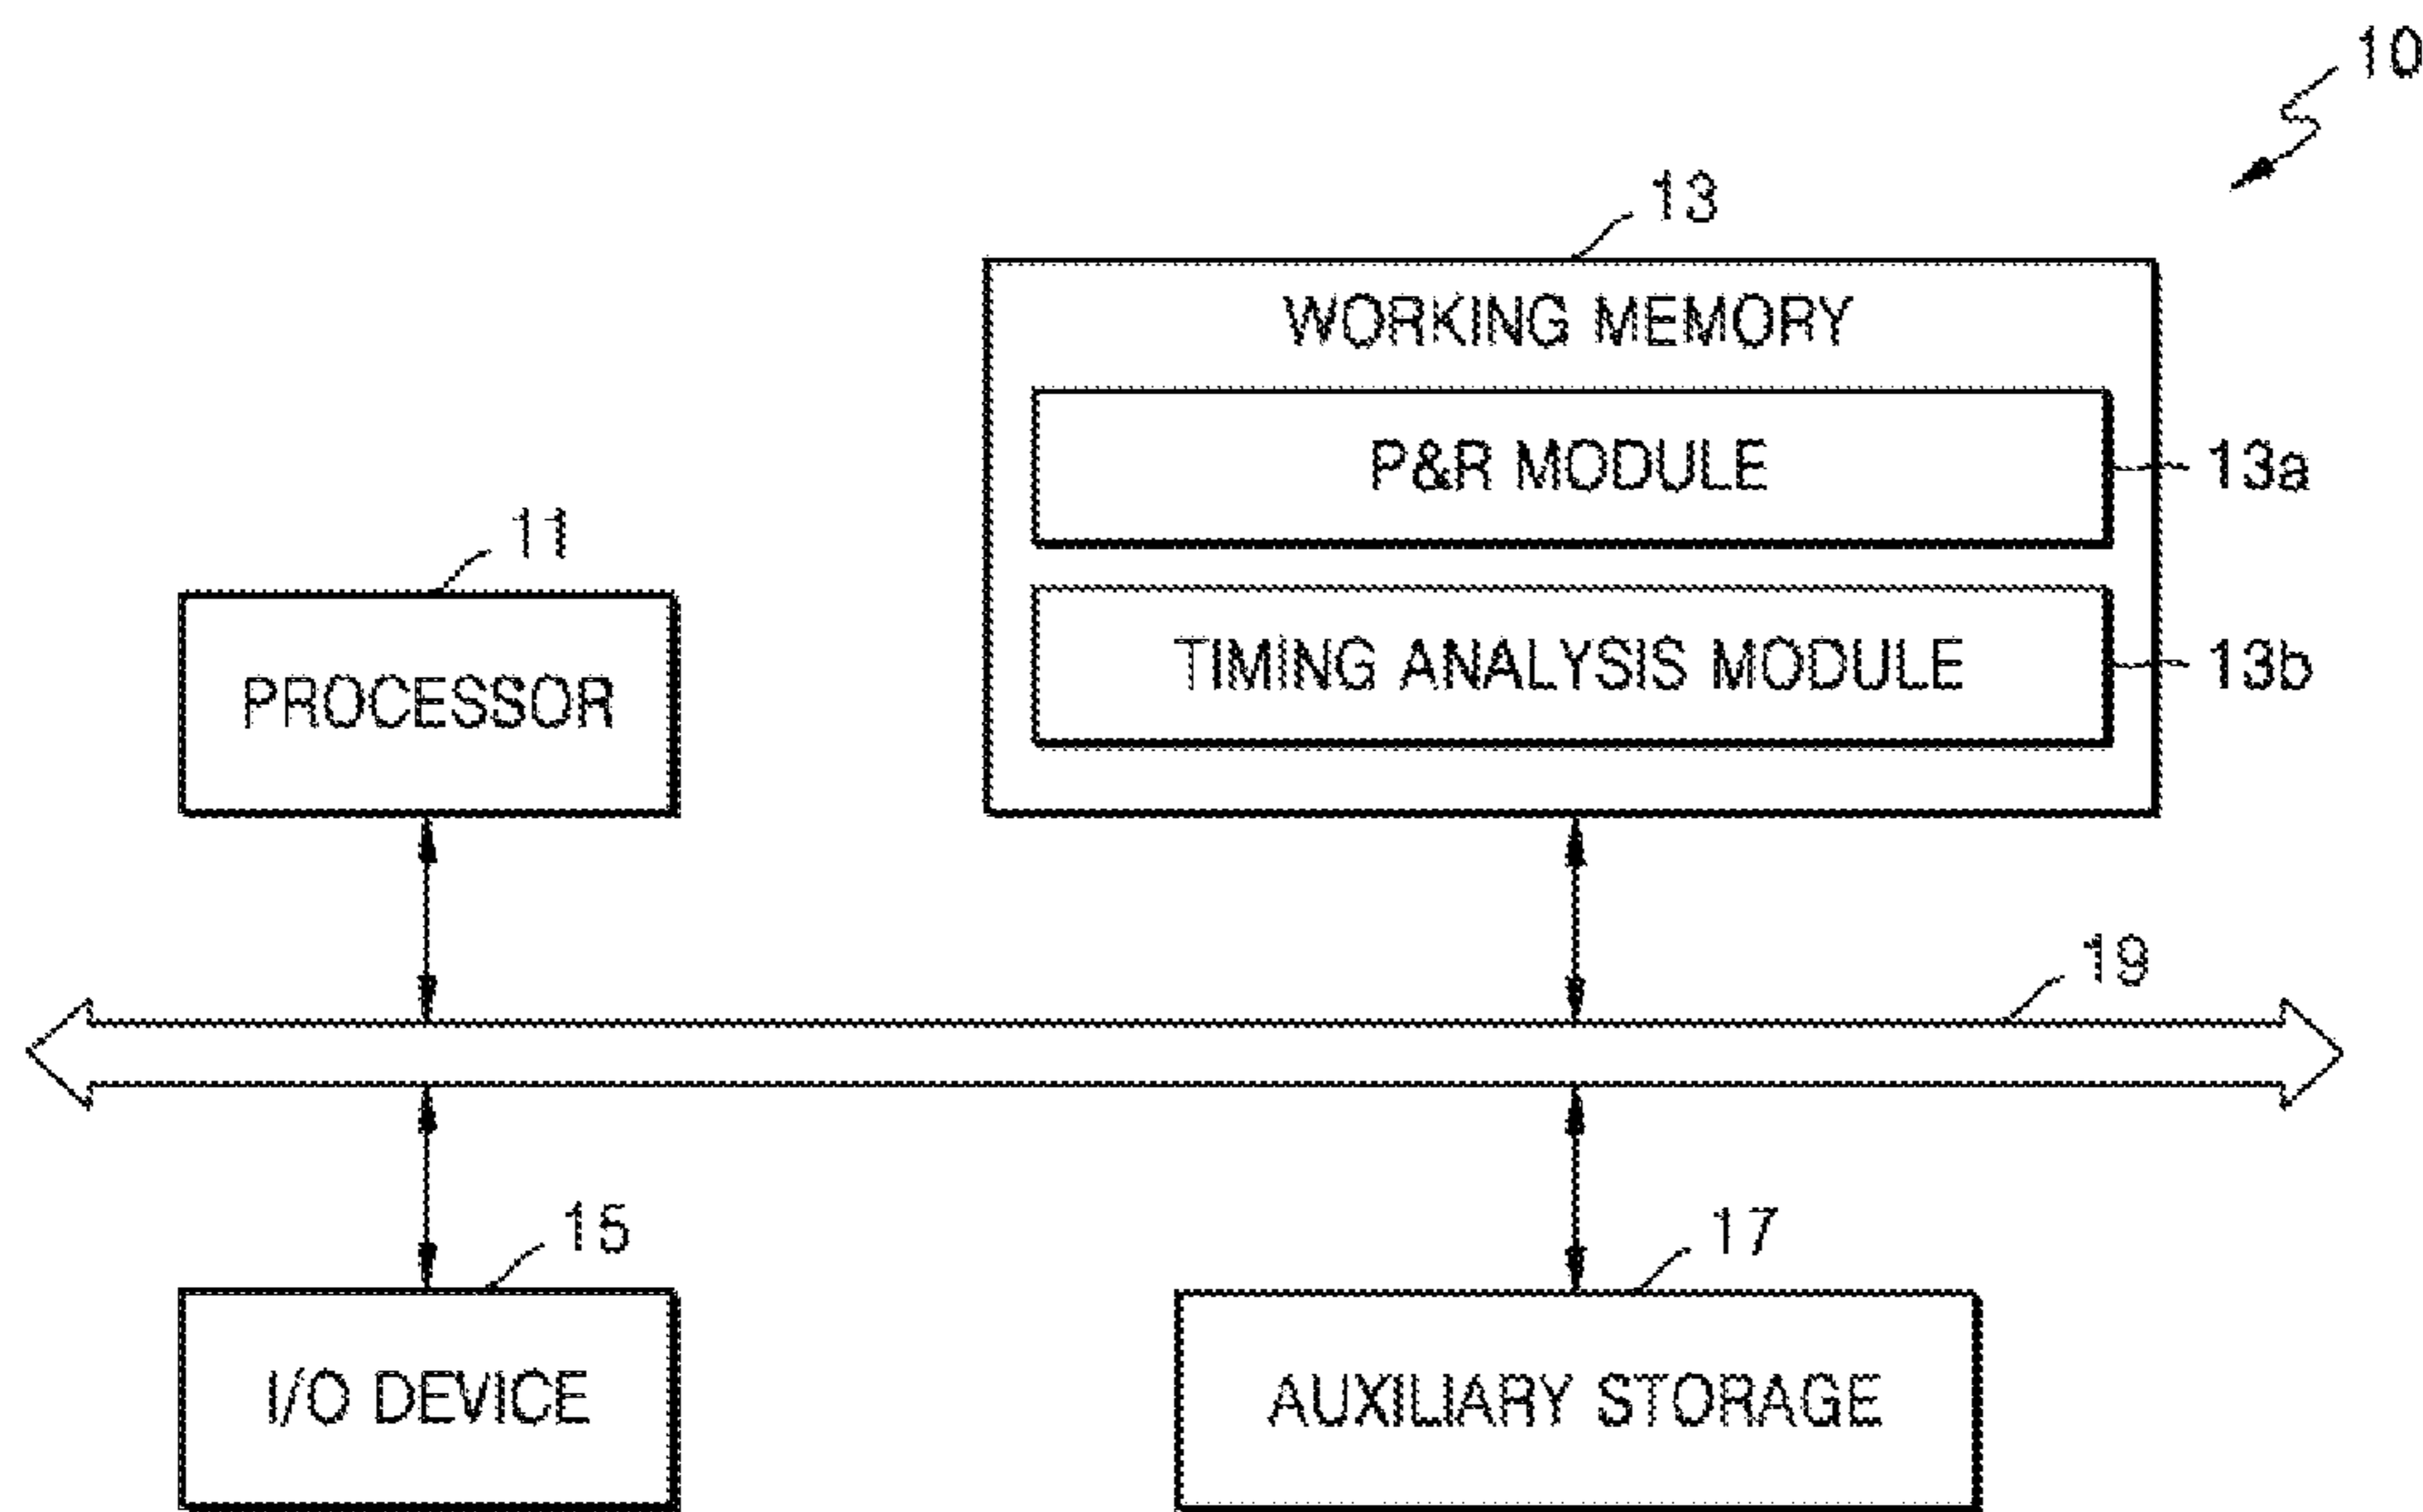 10
13
WORKING MEMORY
P&R MODULE
13a
11
TIMING ANALYSIS MODULE
13b
PROCESSOR
19
15
17
I/O DEVICE
AUXILIARY STORAGE